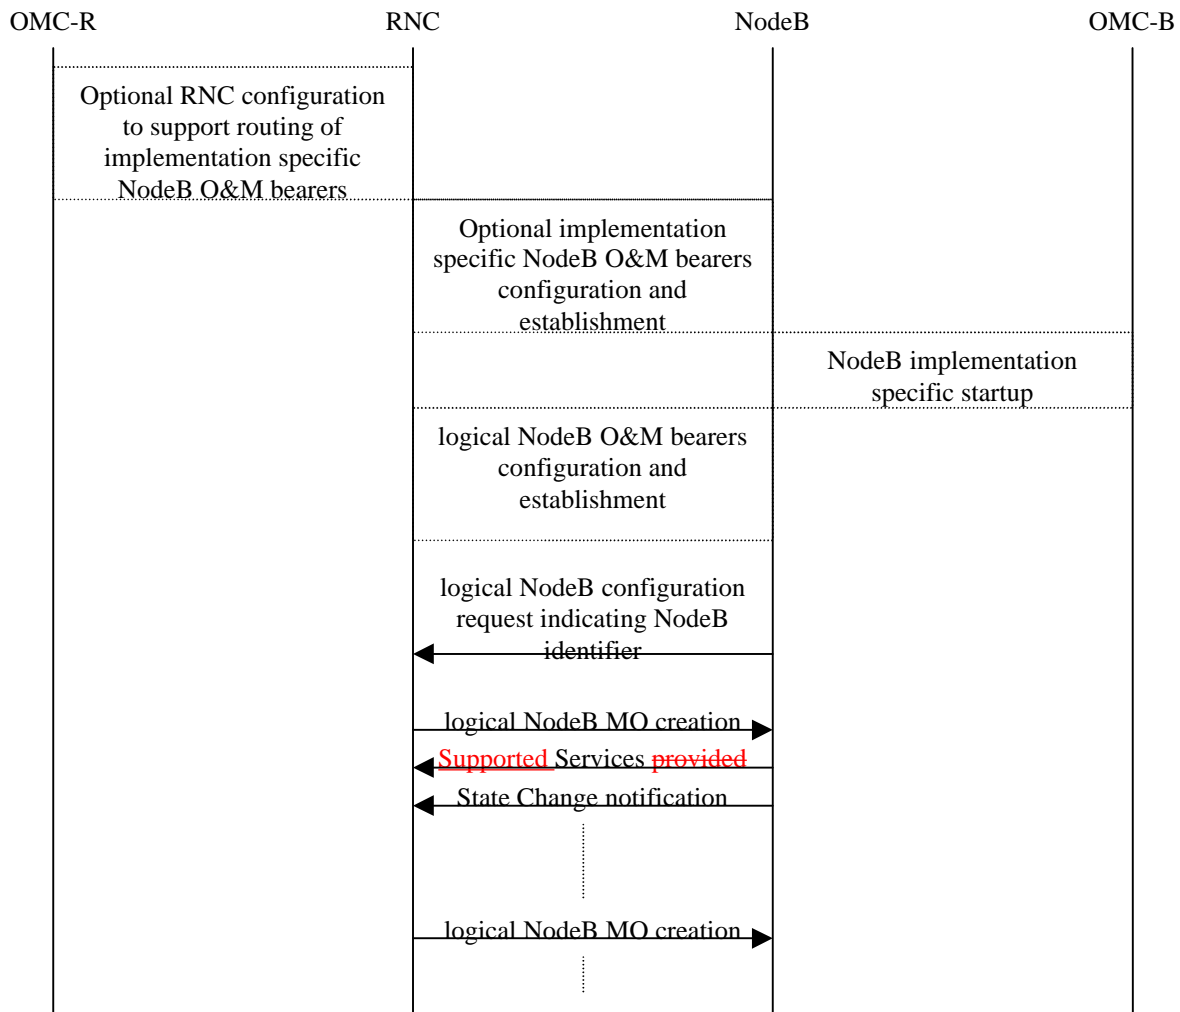 OMC-R RNC NodeB OMC-B
Optional RNC configuration
to support routing of
implementation specific
NodeB O&M bearers
Optional implementation
specific NodeB O&M bearers
configuration and
establishment
NodeB implementation
specific startup
logical NodeB O&M bearers
configuration and
establishment
logical NodeB configuration
request indicating NodeB
identifier
logical NodeB MO creation
Supported Services provided
State Change notification
logical NodeB MO creation